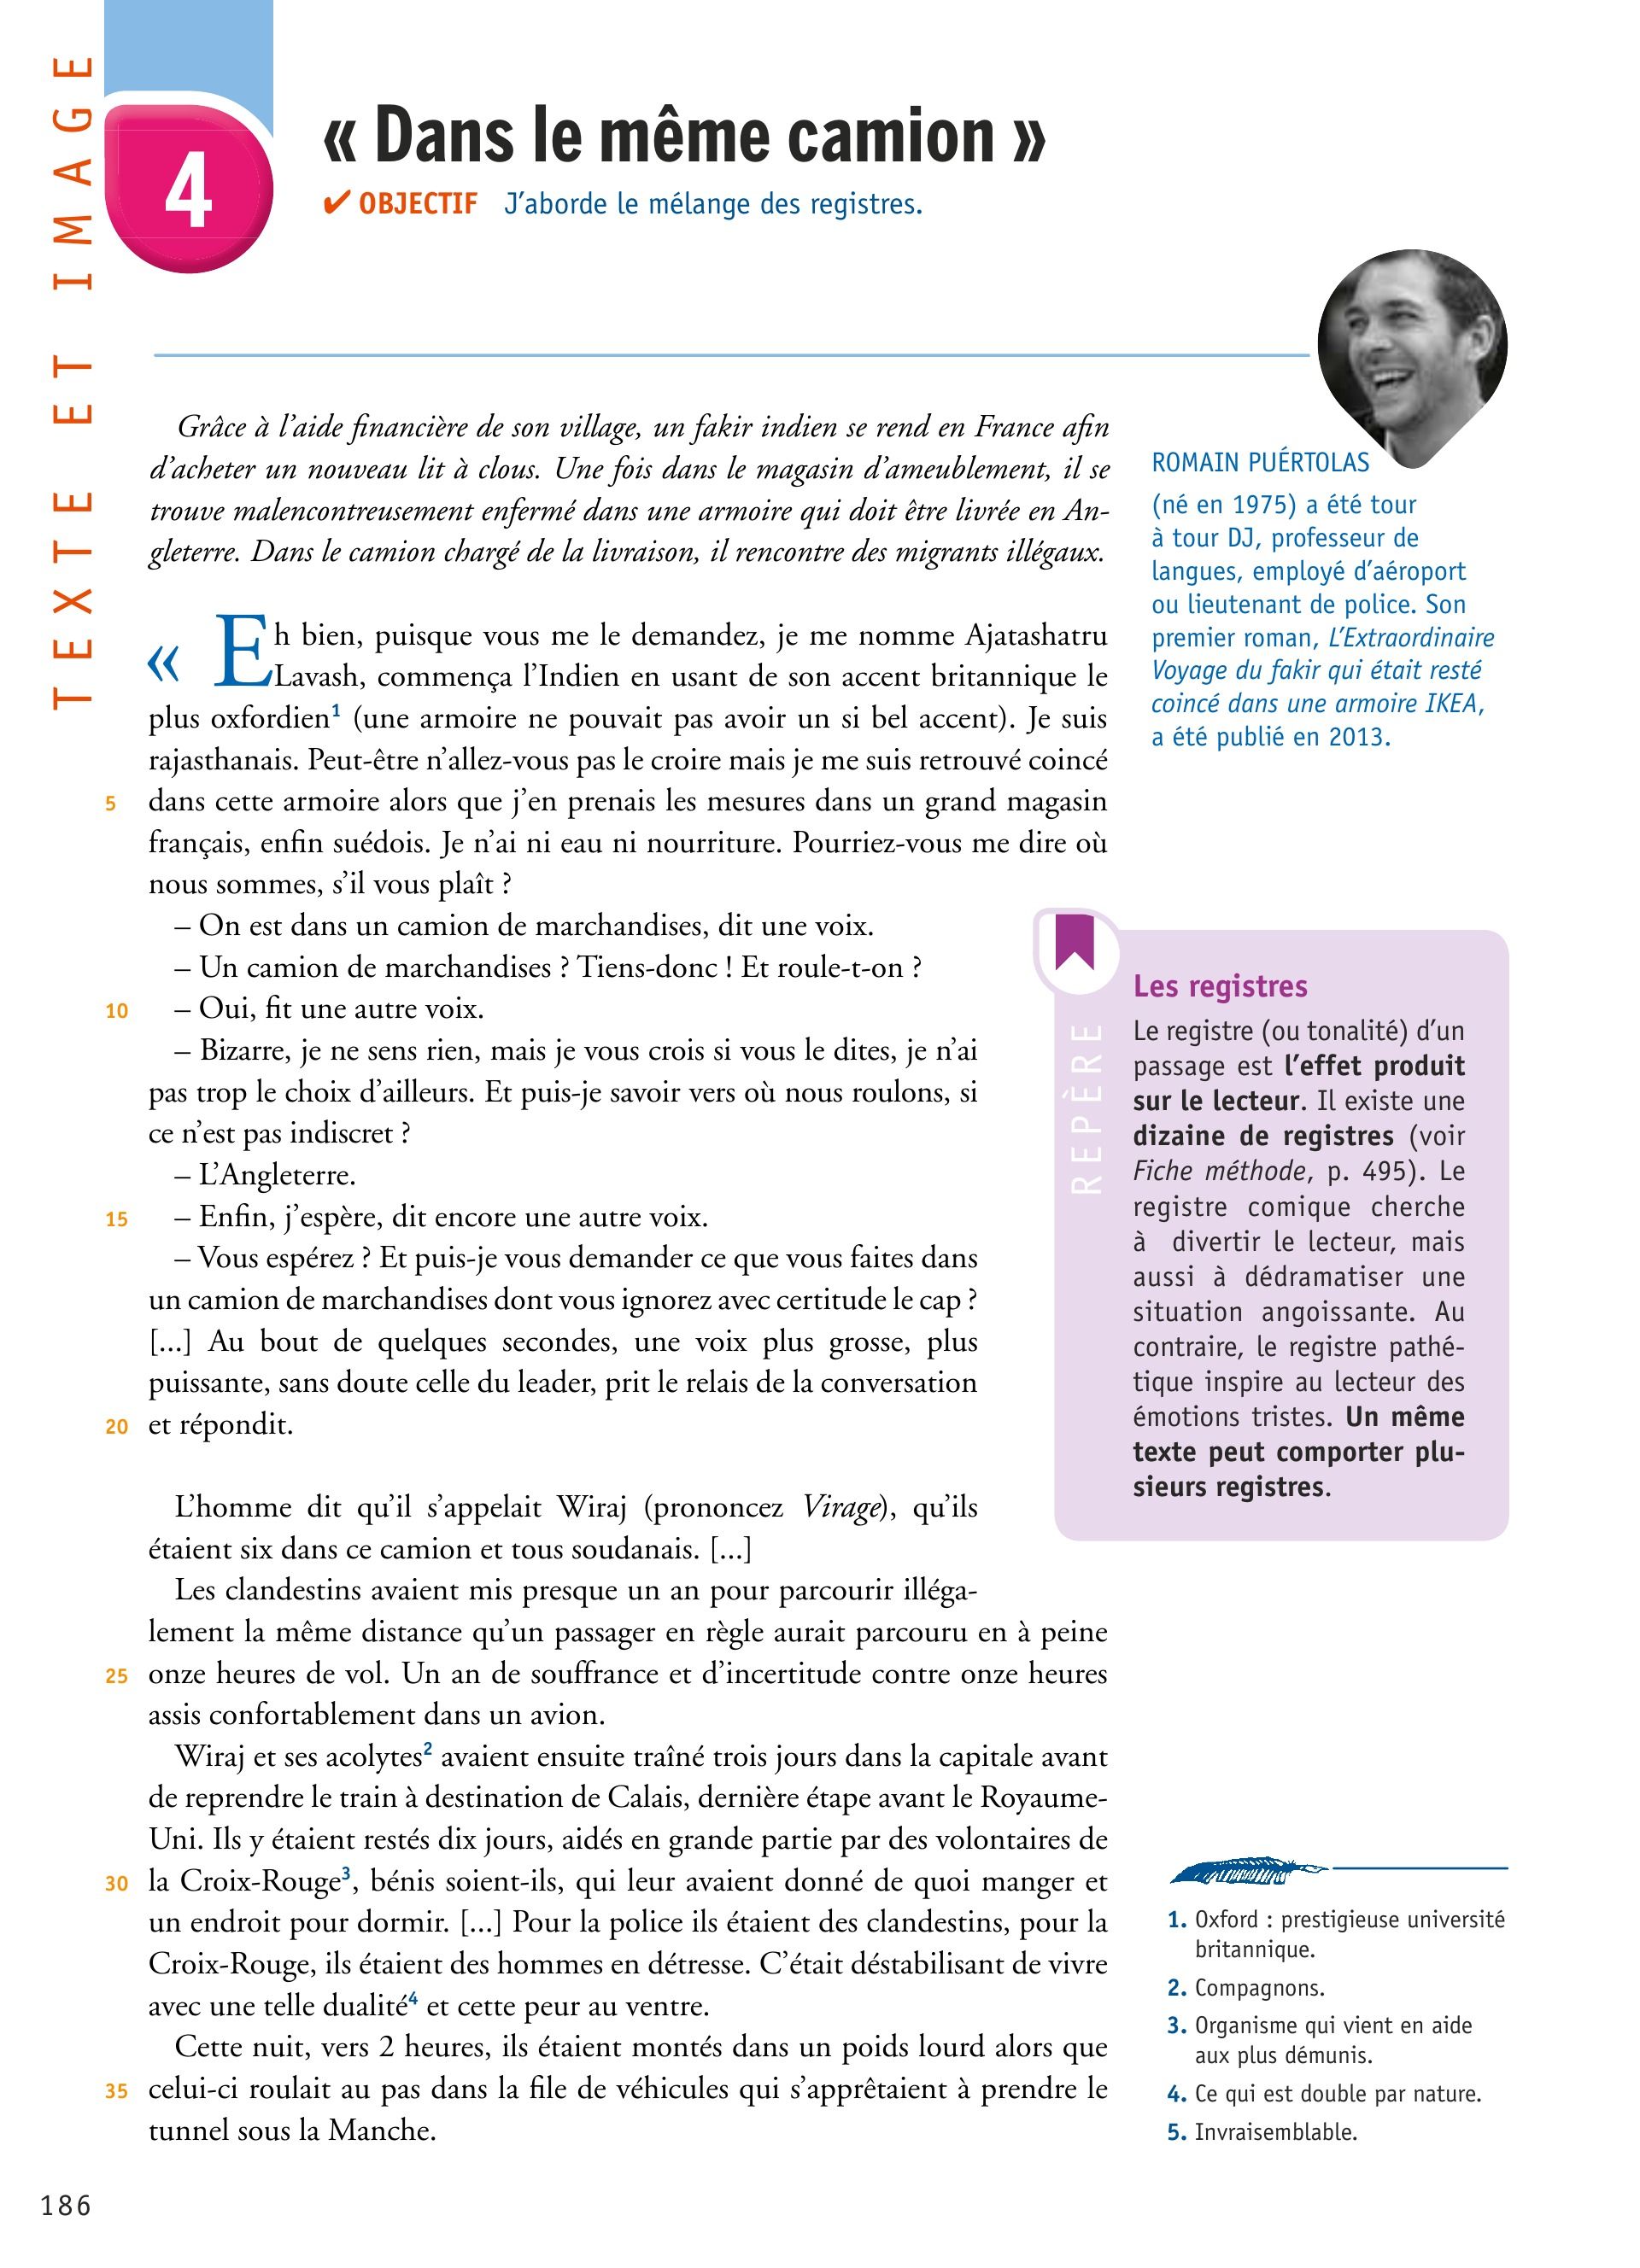 TEXTE ET IMAGE
4
« Dans le même camion »
✔ OBJECTIF J’aborde le mélange des registres.
Grâce à l’aide financière de son village, un fakir indien se rend en France afin
d’acheter un nouveau lit à clous. Une fois dans le magasin d’ameublement, il se
trouve malencontreusement enfermé dans une armoire qui doit être livrée en An-
gleterre. Dans le camion chargé de la livraison, il rencontre des migrants illégaux.
« Eh bien, puisque vous me le demandez, je me nomme Ajatashatru
Lavash, commença l’Indien en usant de son accent britannique le
plus oxfordien1 (une armoire ne pouvait pas avoir un si bel accent). Je suis
rajasthanais. Peut-être n’allez-vous pas le croire mais je me suis retrouvé coincé
5 dans cette armoire alors que j’en prenais les mesures dans un grand magasin
français, enfin suédois. Je n’ai ni eau ni nourriture. Pourriez-vous me dire où
nous sommes, s’il vous plaît ?
– On est dans un camion de marchandises, dit une voix.
– Un camion de marchandises ? Tiens-donc ! Et roule-t-on ?
10 – Oui, fit une autre voix.
– Bizarre, je ne sens rien, mais je vous crois si vous le dites, je n’ai
pas trop le choix d’ailleurs. Et puis-je savoir vers où nous roulons, si
ce n’est pas indiscret ?
– L’Angleterre.
15 – Enfin, j’espère, dit encore une autre voix.
– Vous espérez ? Et puis-je vous demander ce que vous faites dans
un camion de marchandises dont vous ignorez avec certitude le cap ?
[...] Au bout de quelques secondes, une voix plus grosse, plus
puissante, sans doute celle du leader, prit le relais de la conversation
20 et répondit.
L’homme dit qu’il s’appelait Wiraj (prononcez Virage), qu’ils
étaient six dans ce camion et tous soudanais. [...]
Les clandestins avaient mis presque un an pour parcourir illéga-
lement la même distance qu’un passager en règle aurait parcouru en à peine
25 onze heures de vol. Un an de souffrance et d’incertitude contre onze heures
assis confortablement dans un avion.
Wiraj et ses acolytes2 avaient ensuite traîné trois jours dans la capitale avant
de reprendre le train à destination de Calais, dernière étape avant le Royaume-
Uni. Ils y étaient restés dix jours, aidés en grande partie par des volontaires de
30 la Croix-Rouge3, bénis soient-ils, qui leur avaient donné de quoi manger et
un endroit pour dormir. [...] Pour la police ils étaient des clandestins, pour la
Croix-Rouge, ils étaient des hommes en détresse. C’était déstabilisant de vivre
avec une telle dualité4 et cette peur au ventre.
Cette nuit, vers 2 heures, ils étaient montés dans un poids lourd alors que
35 celui-ci roulait au pas dans la file de véhicules qui s’apprêtaient à prendre le
tunnel sous la Manche.
ROMAIN PUÉRTOLAS
(né en 1975) a été tour
à tour DJ, professeur de
langues, employé d’aéroport
ou lieutenant de police. Son
premier roman, L’Extraordinaire
Voyage du fakir qui était resté
coincé dans une armoire IKEA,
a été publié en 2013.
REPÈRE
Les registres
Le registre (ou tonalité) d’un
passage est l’effet produit
sur le lecteur. Il existe une
dizaine de registres (voir
Fiche méthode, p. 495). Le
registre comique cherche
à divertir le lecteur, mais
aussi à dédramatiser une
situation angoissante. Au
contraire, le registre pathé-
tique inspire au lecteur des
émotions tristes. Un même
texte peut comporter plu-
sieurs registres.
1. Oxford : prestigieuse université
britannique.
2. Compagnons.
3. Organisme qui vient en aide
aux plus démunis.
4. Ce qui est double par nature.
5. Invraisemblable.
186